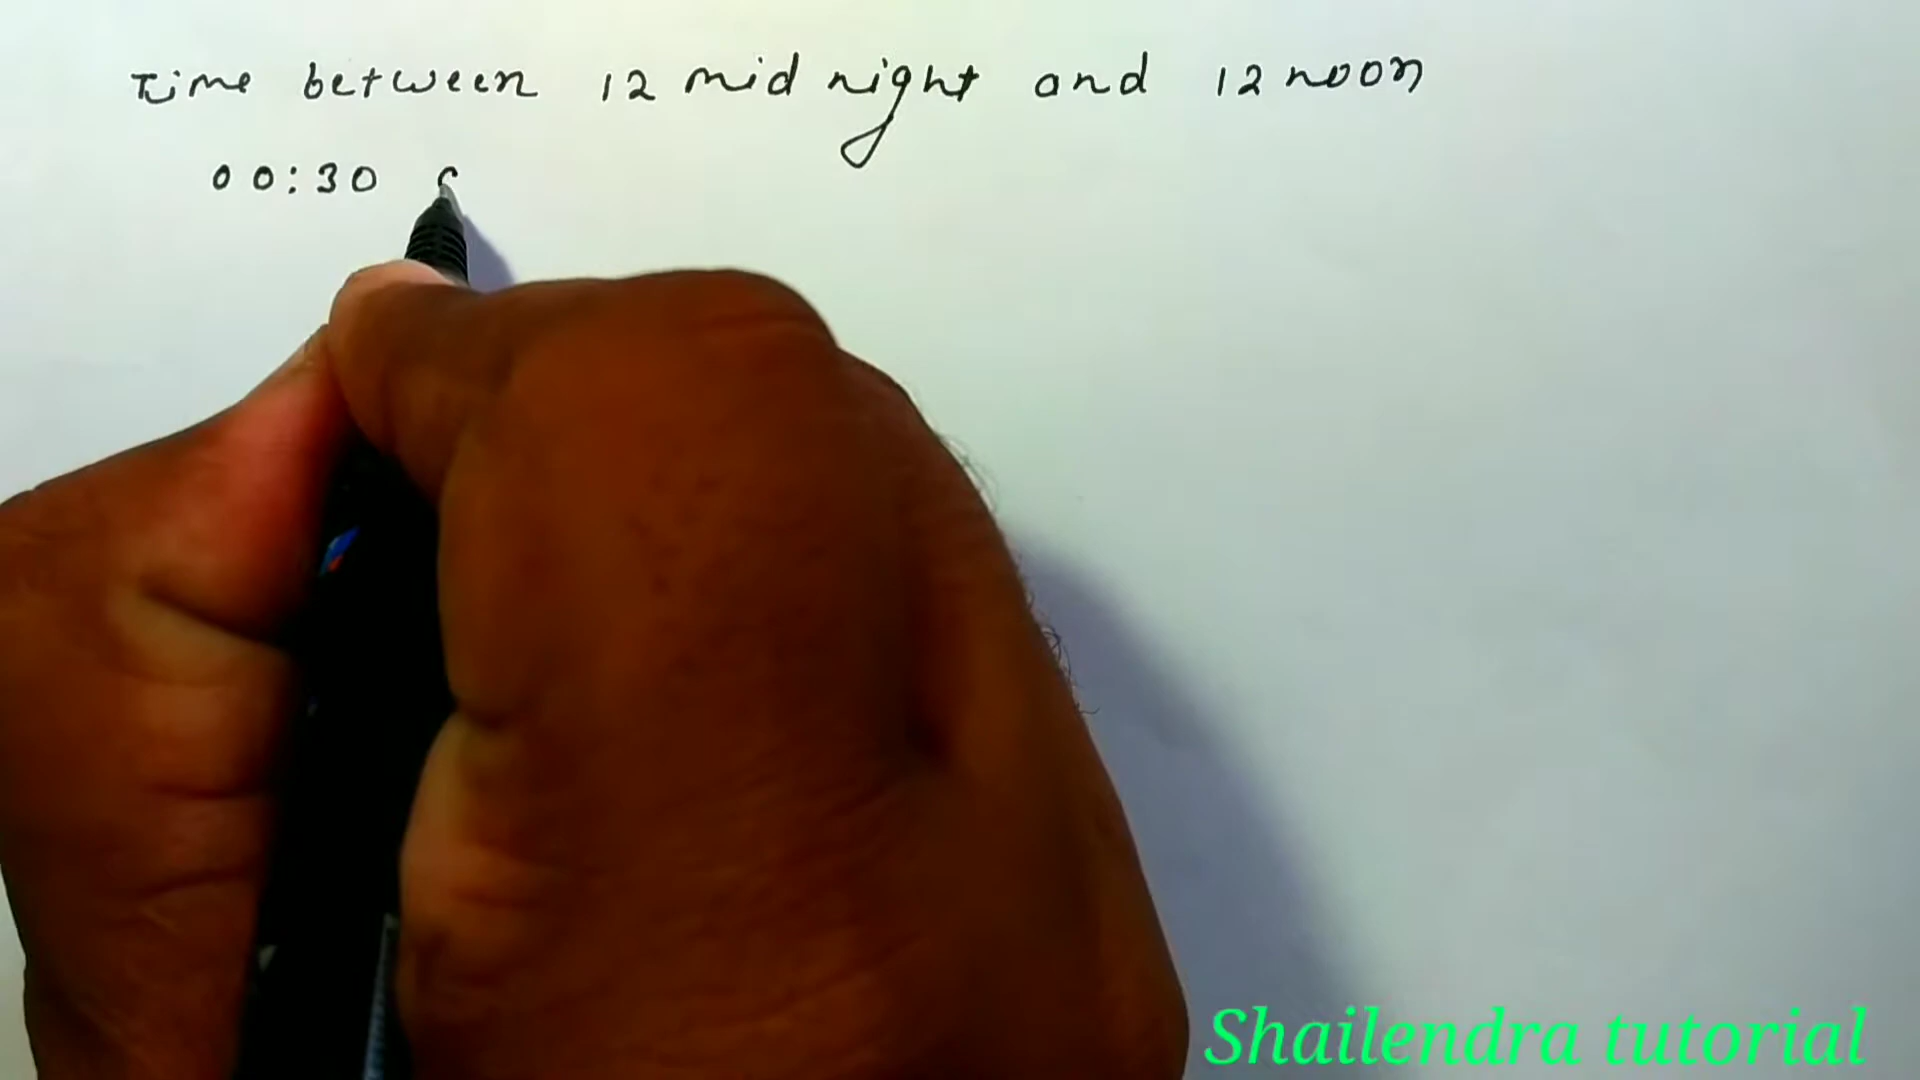 Time between 12 mid night and 12 noon
00:30
Shailendra tutorial